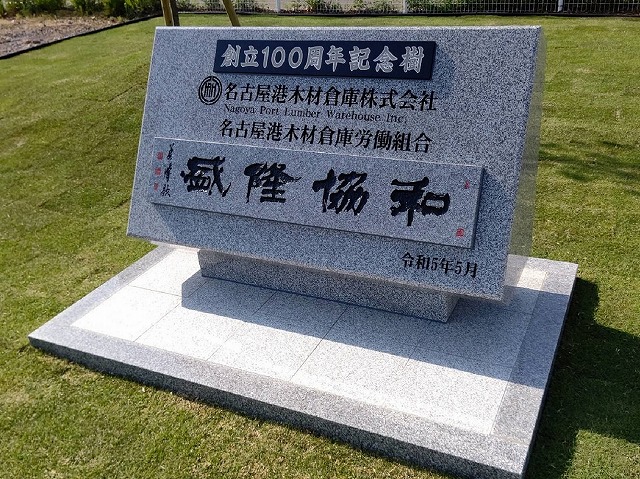 創立100周年記念樹
名古屋港木材倉庫株式会社
Nagoya Port Lumber Warehouse Inc.
名古屋港木材倉庫労働組合
和協隆盛
令和5年5月